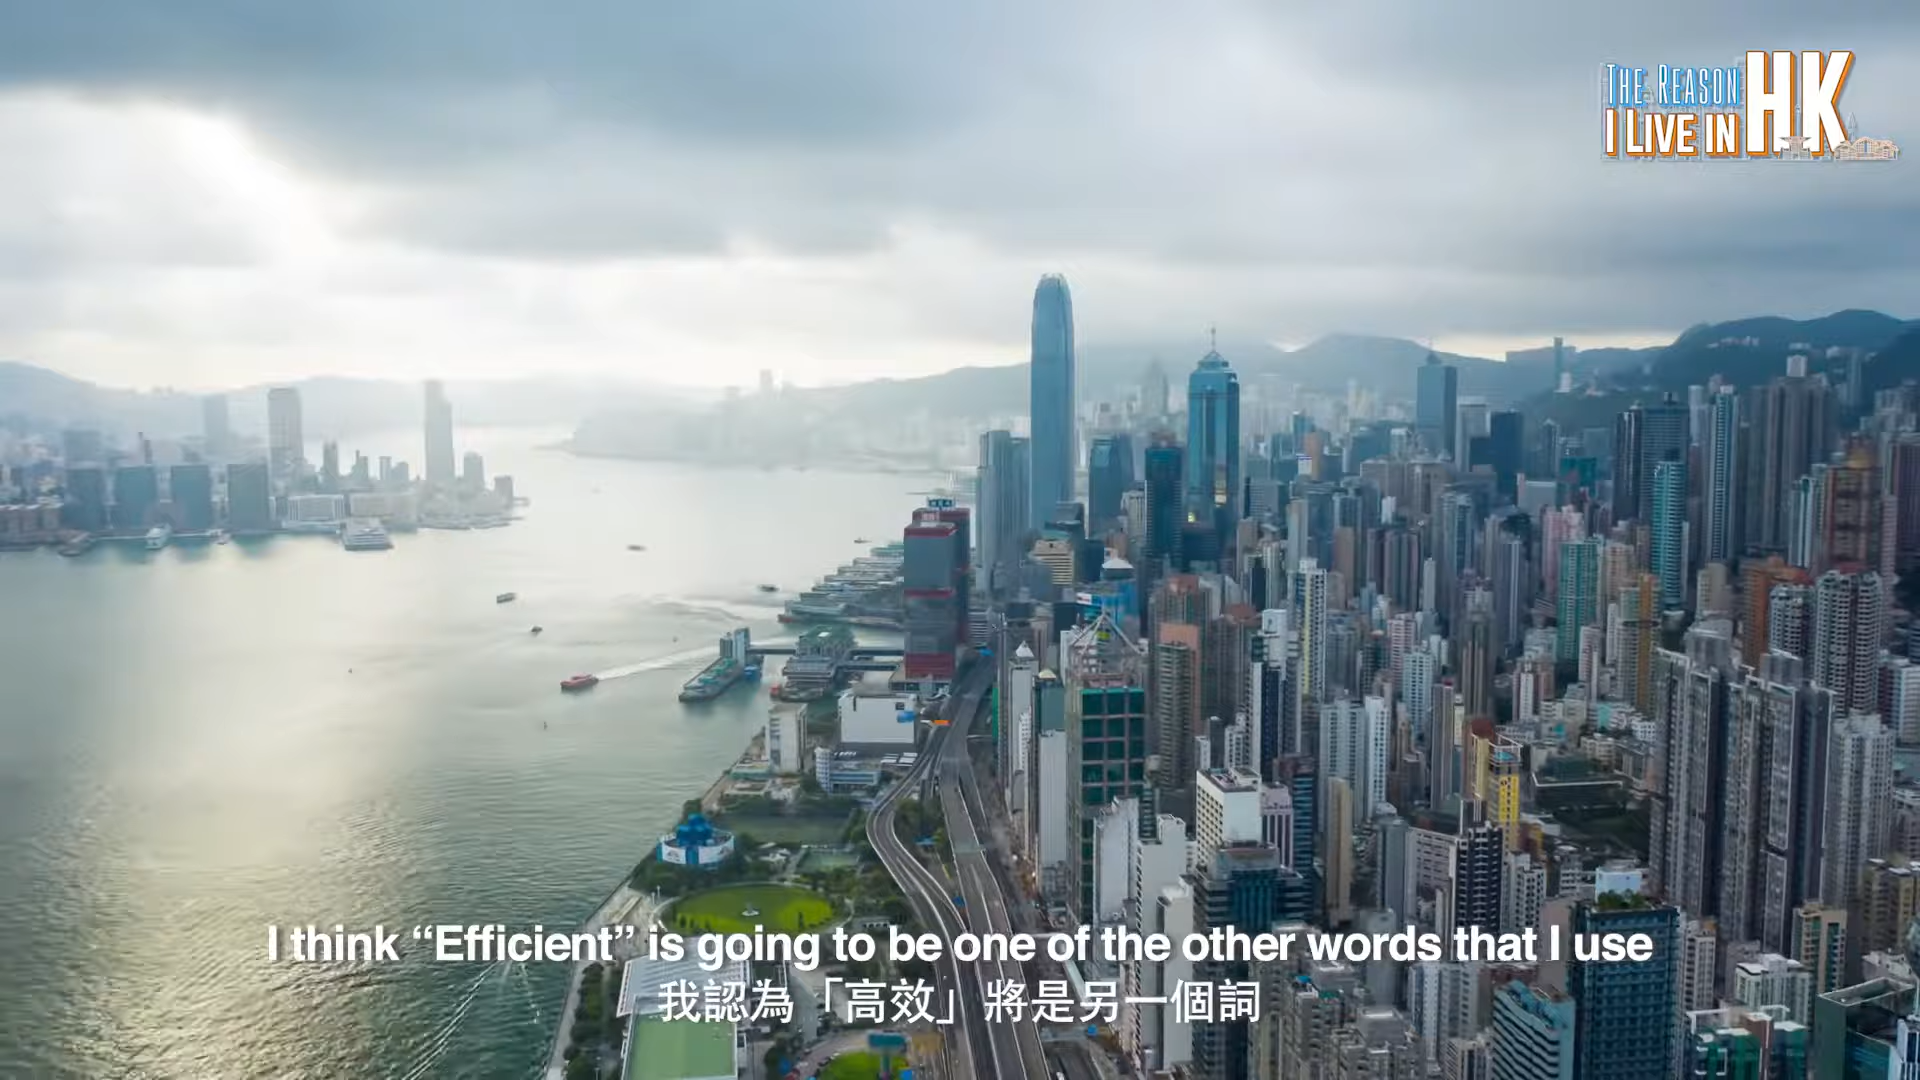 THE REASON
I LIVE IN HK
I think “Efficient” is going to be one of the other words that I use
我認為「高效」將是另一個詞